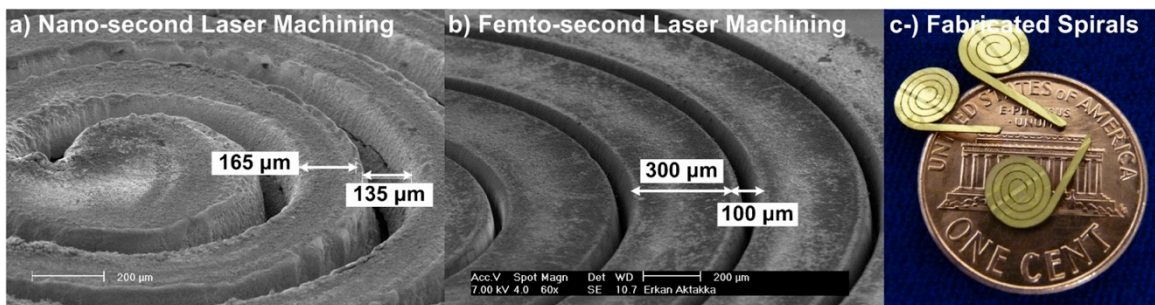 a) Nano-second Laser Machining
165 µm
135 µm
200 µm
b) Femto-second Laser Machining
300 µm
100 µm
Acc.V Spot Magn Det WD 200 µm
7.00 kV 4.0 60x SE 10.7 Erkan Aktakka
c-) Fabricated Spirals
UNITED STATES OF AMERICA
E·PLURIBUS
UNUM
ONE CENT